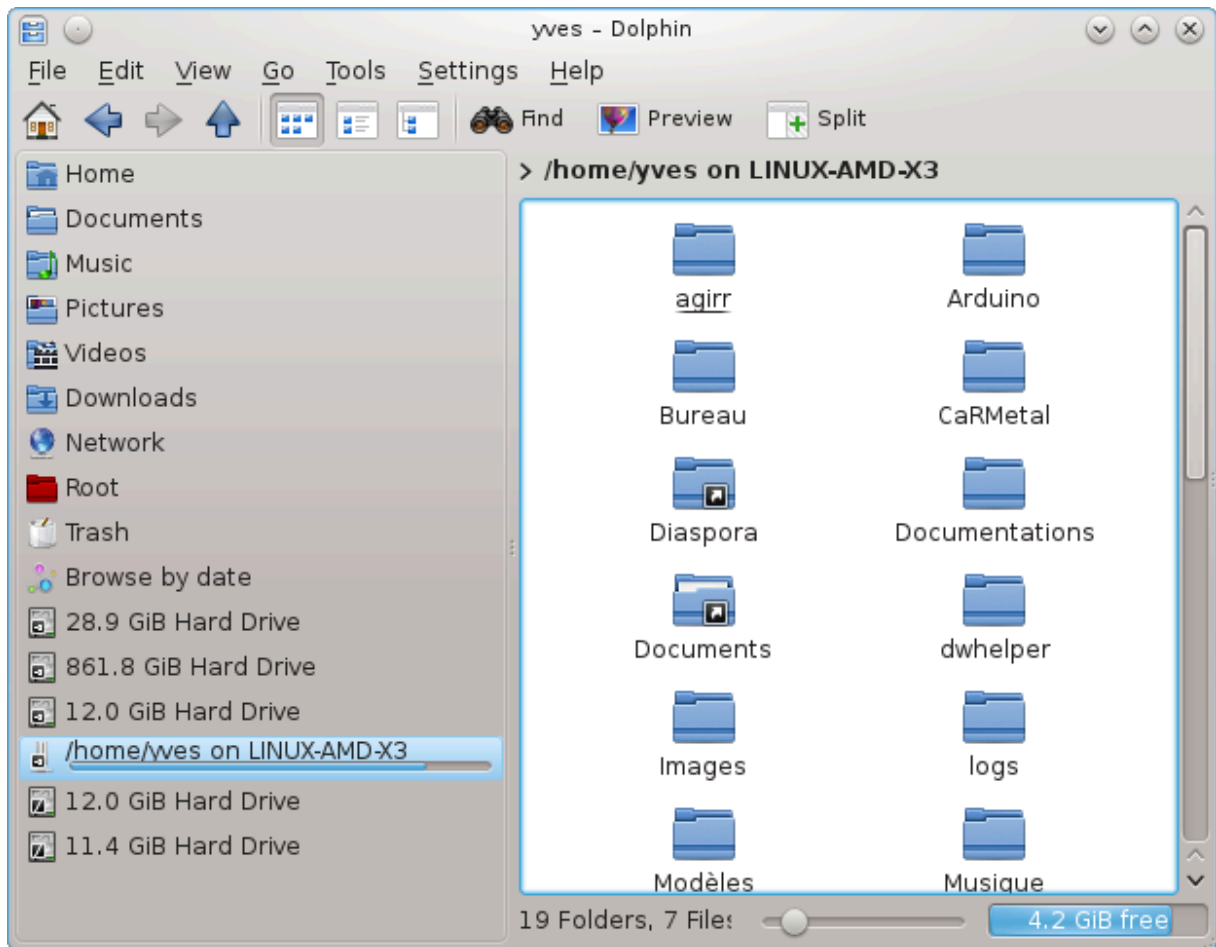 yves – Dolphin
File Edit View Go Tools Settings Help
Find Preview Split
Home
Documents
Music
Pictures
Videos
Downloads
Network
Root
Trash
Browse by date
28.9 GiB Hard Drive
861.8 GiB Hard Drive
12.0 GiB Hard Drive
/home/yves on LINUX-AMD-X3
12.0 GiB Hard Drive
11.4 GiB Hard Drive
> /home/yves on LINUX-AMD-X3
agirr Arduino
Bureau CaRMetal
Diaspora Documentations
Documents dwhelper
Images logs
Modèles Musique
19 Folders, 7 Files
4.2 GiB free